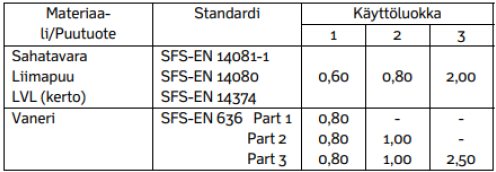 Materiaa- Standardi Käyttöluokka
li/Puutuote 1 2 3
Sahatavara SFS-EN 14081-1
Liimapuu SFS-EN 14080 0,60 0,80 2,00
LVL (kerto) SFS-EN 14374
Vaneri SFS-EN 636 Part 1 0,80 - -
Part 2 0,80 1,00 -
Part 3 0,80 1,00 2,50